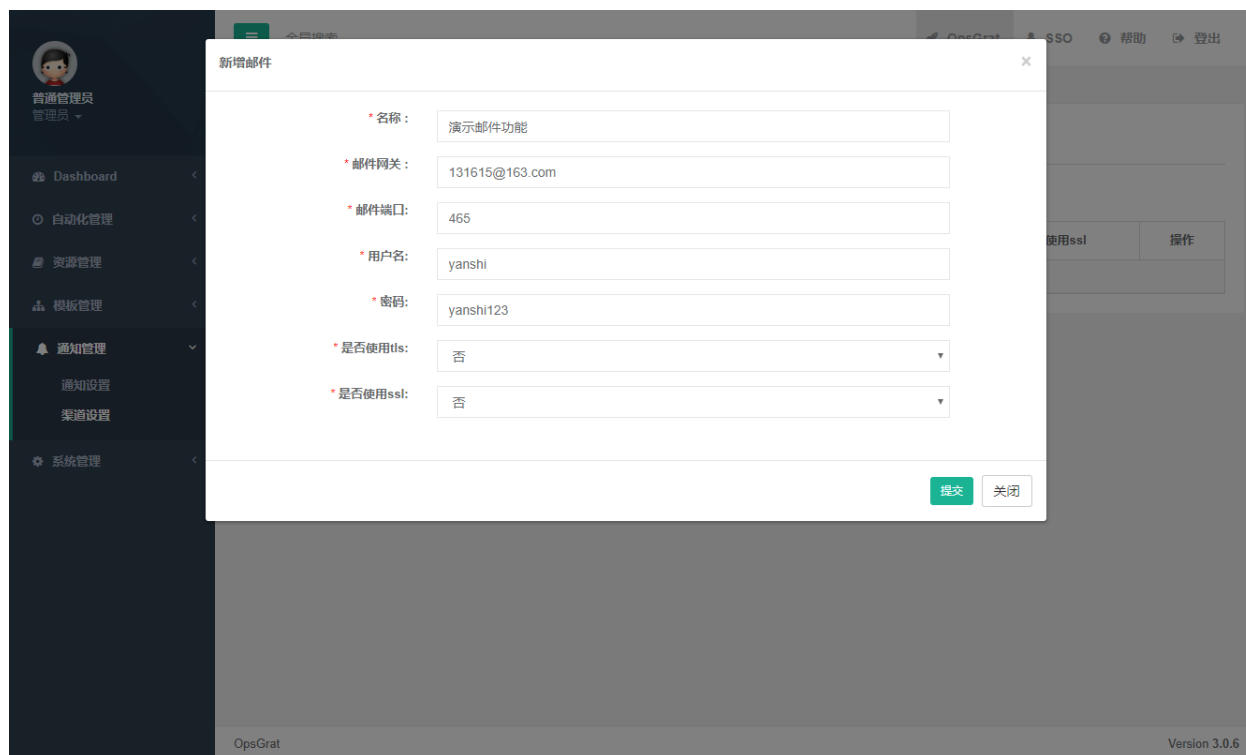 全局搜索
OpsGrat
SSO
帮助
登出
普通管理员
管理员
Dashboard
自动化管理
资源管理
模板管理
通知管理
通知设置
渠道设置
系统管理
新增邮件
×
* 名称：
演示邮件功能
* 邮件网关：
131615@163.com
* 邮件端口:
465
* 用户名:
yanshi
* 密码:
yanshi123
* 是否使用tls:
否
* 是否使用ssl:
否
提交
关闭
使用ssl
操作
OpsGrat
Version 3.0.6